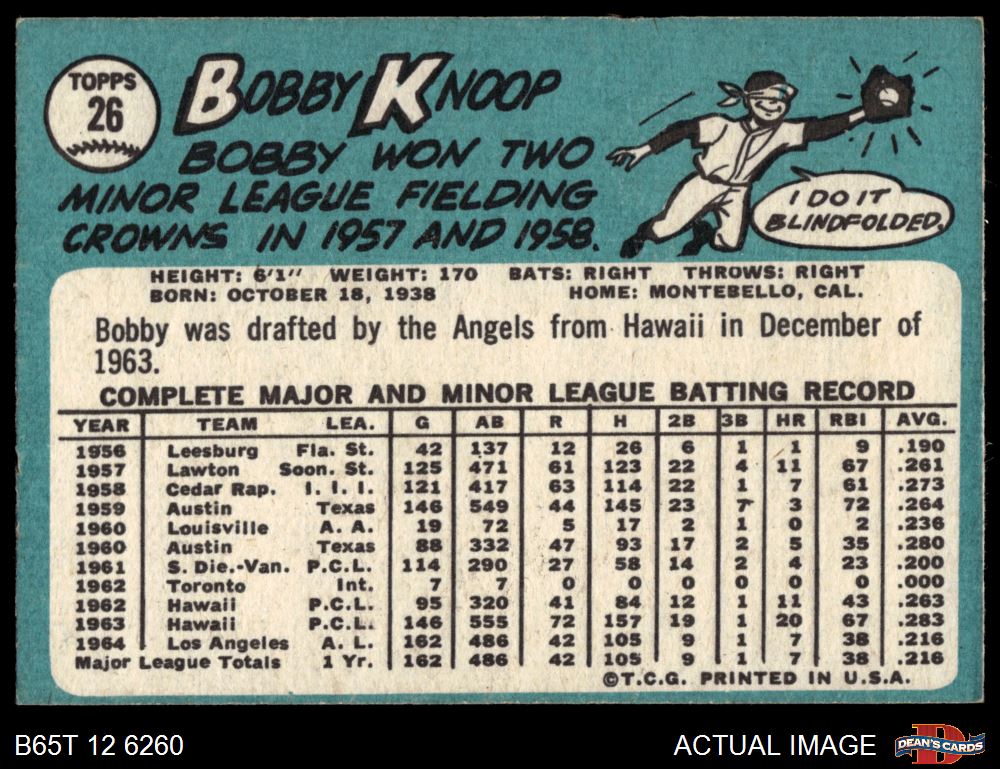 TOPPS
26
BOBBY KNOOP
BOBBY WON TWO
MINOR LEAGUE FIELDING
CROWNS IN 1957 AND 1958.
I DO IT
BLINDFOLDED.
HEIGHT: 6'1" WEIGHT: 170 BATS: RIGHT THROWS: RIGHT
BORN: OCTOBER 18, 1938 HOME: MONTEBELLO, CAL.
Bobby was drafted by the Angels from Hawaii in December of
1963.
COMPLETE MAJOR AND MINOR LEAGUE BATTING RECORD
YEAR TEAM LEA. G AB R H 2B 3B HR RBI AVG.
1956 Leesburg Fla. St. 42 137 12 26 6 1 1 9 .190
1957 Lawton Soon. St. 125 471 61 123 22 4 11 67 .261
1958 Cedar Rap. I. I. I. 121 417 63 114 22 1 7 61 .273
1959 Austin Texas 146 549 44 145 23 7 3 72 .264
1960 Louisville A. A. 19 72 5 17 2 1 0 2 .236
1960 Austin Texas 88 332 47 93 17 2 5 35 .280
1961 S. Die.-Van. P.C.L. 114 290 27 58 14 2 4 23 .200
1962 Toronto Int. 7 7 0 0 0 0 0 0 .000
1962 Hawaii P.C.L. 95 320 41 84 12 1 11 43 .263
1963 Hawaii P.C.L. 146 555 72 157 19 1 20 67 .283
1964 Los Angeles A. L. 162 486 42 105 9 1 7 38 .216
Major League Totals 1 Yr. 162 486 42 105 9 1 7 38 .216
©T.C.G. PRINTED IN U.S.A.
B65T 12 6260
ACTUAL IMAGE
D
DEAN'S CARDS